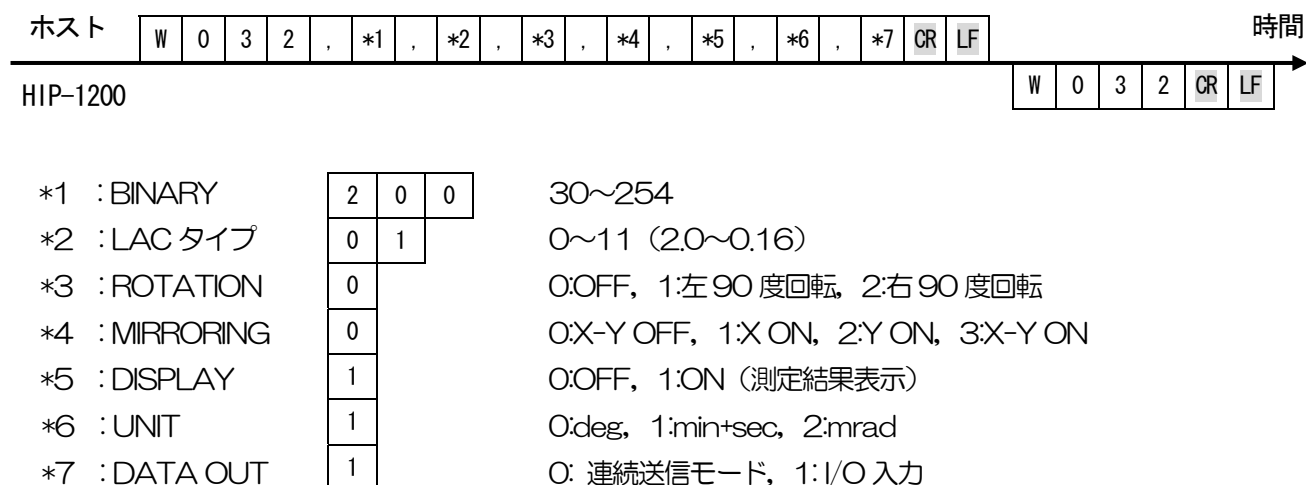 ホスト W 0 3 2 , *1 , *2 , *3 , *4 , *5 , *6 , *7 CR LF 時間
HIP-1200 W 0 3 2 CR LF
*1 :BINARY 2 0 0 30～254
*2 :LACタイプ 0 1 0～11（2.0～0.16）
*3 :ROTATION 0 0:OFF，1:左90度回転，2:右90度回転
*4 :MIRRORING 0 0:X-Y OFF，1:X ON，2:Y ON，3:X-Y ON
*5 :DISPLAY 1 0:OFF，1:ON（測定結果表示）
*6 :UNIT 1 0:deg，1:min+sec，2:mrad
*7 :DATA OUT 1 0: 連続送信モード，1: I/O 入力